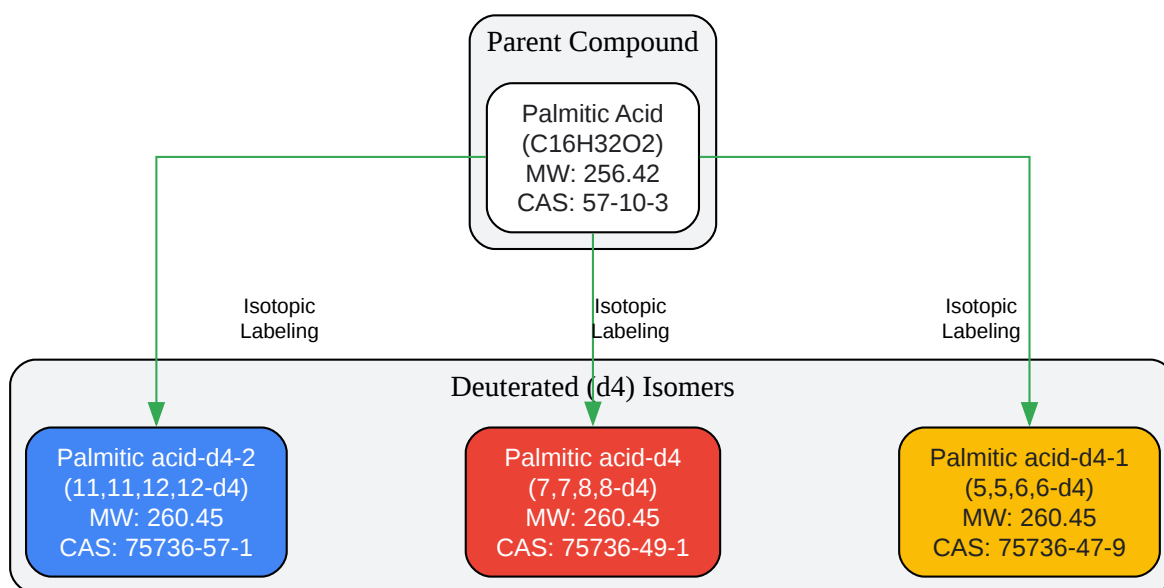 Parent Compound
Palmitic Acid
(C16H32O2)
MW: 256.42
CAS: 57-10-3
Isotopic
Labeling
Isotopic
Labeling
Isotopic
Labeling
Deuterated (d4) Isomers
Palmitic acid-d4-2
(11,11,12,12-d4)
MW: 260.45
CAS: 75736-57-1
Palmitic acid-d4
(7,7,8,8-d4)
MW: 260.45
CAS: 75736-49-1
Palmitic acid-d4-1
(5,5,6,6-d4)
MW: 260.45
CAS: 75736-47-9